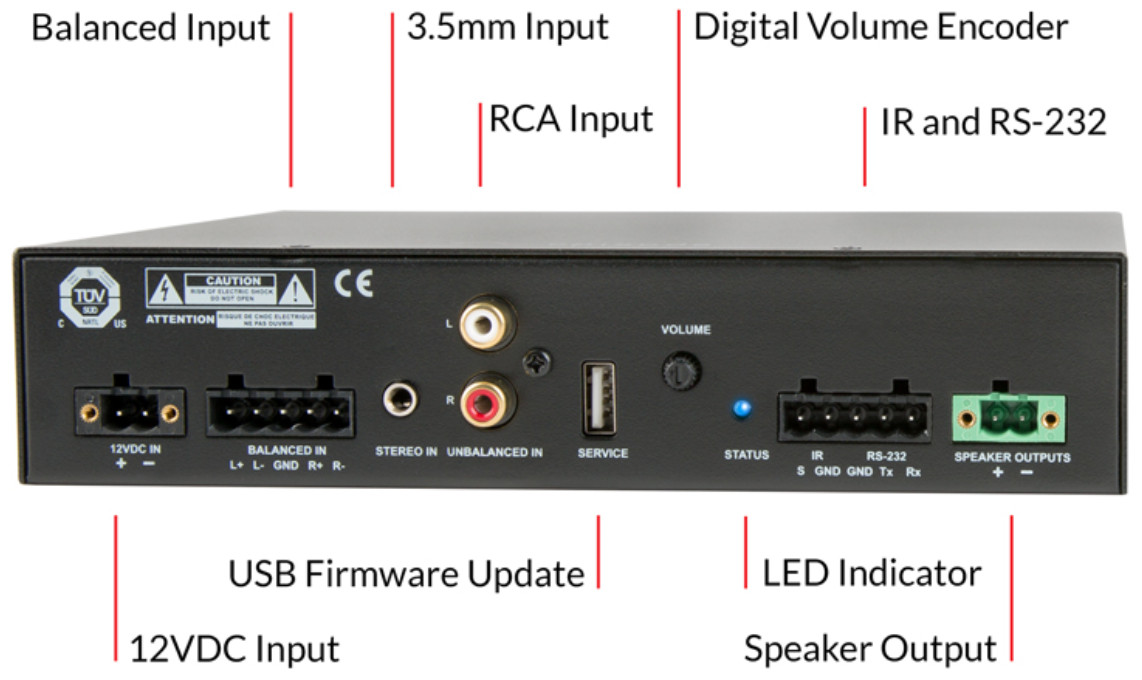 Balanced Input
3.5mm Input
Digital Volume Encoder
RCA Input
IR and RS-232
TÜV
SÜD
C NRTL US
CAUTION
RISK OF ELECTRIC SHOCK
DO NOT OPEN
ATTENTION
RISQUE DE CHOC ELECTRIQUE
NE PAS OUVRIR
CE
L
R
VOLUME
12VDC IN
+ −
BALANCED IN
L+ L- GND R+ R-
STEREO IN
UNBALANCED IN
SERVICE
STATUS
IR RS-232
S GND GND Tx Rx
SPEAKER OUTPUTS
+ −
USB Firmware Update
LED Indicator
12VDC Input
Speaker Output